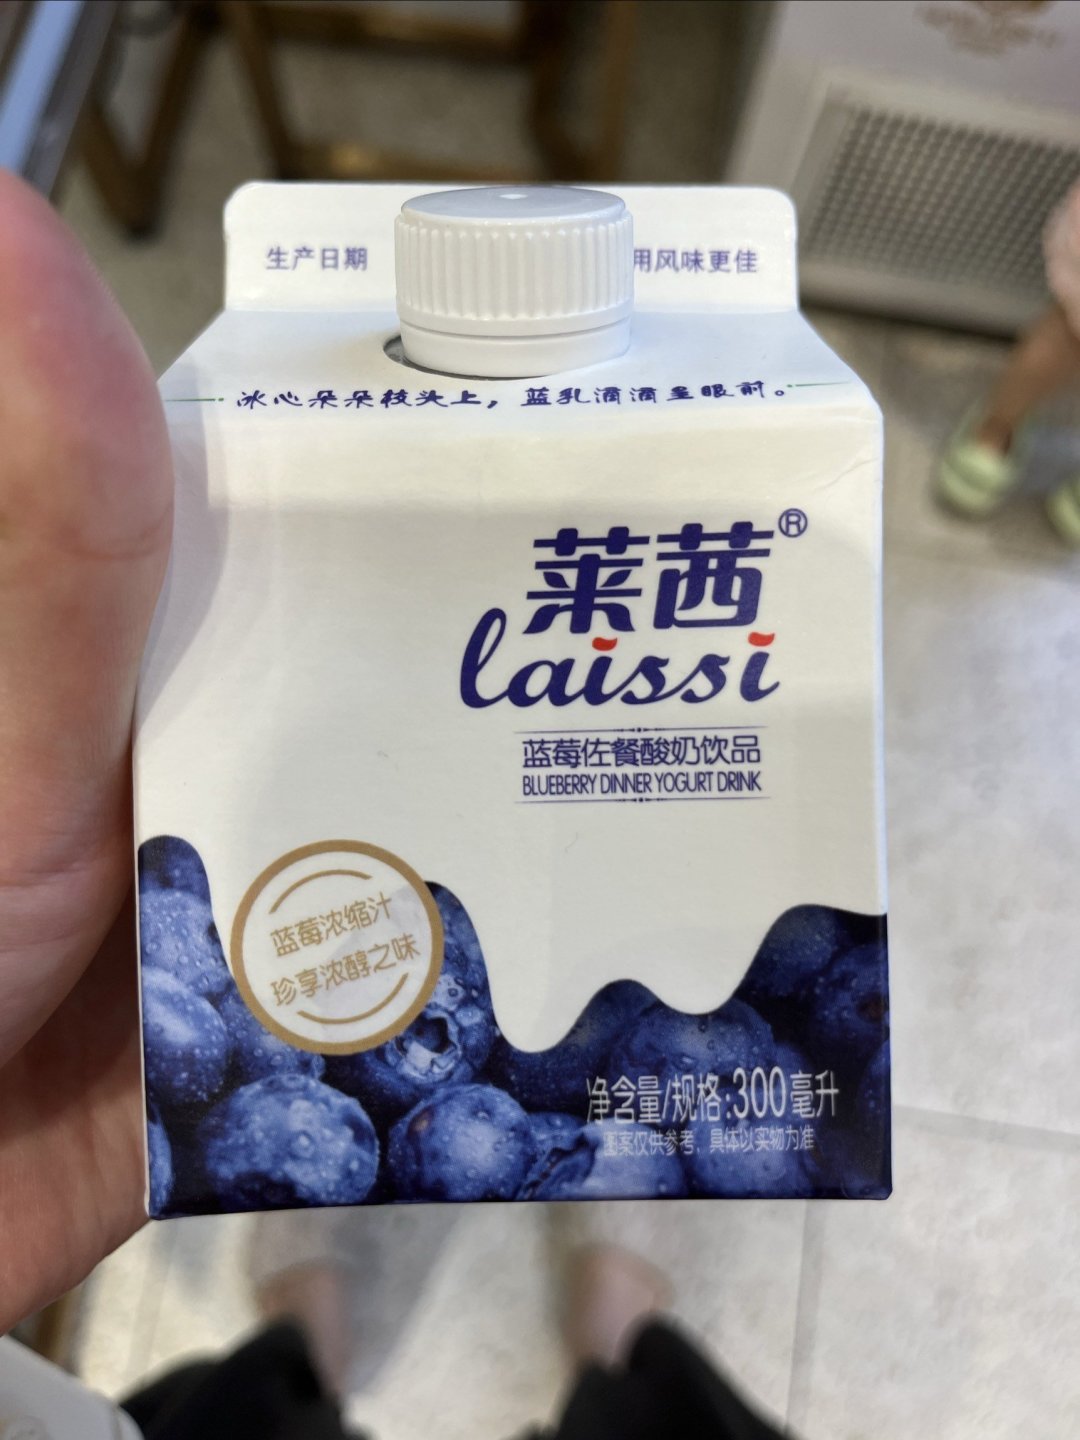 生产日期
用风味更佳
冰心朵朵枝头上，蓝乳滴滴呈眼前。
莱茜®
laissi
蓝莓佐餐酸奶饮品
BLUEBERRY DINNER YOGURT DRINK
蓝莓浓缩汁
珍享浓醇之味
净含量/规格:300毫升
图案仅供参考，具体以实物为准